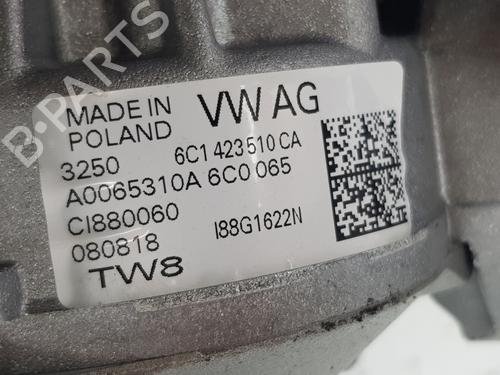 B-PARTS
MADE IN POLAND VW AG
3250 6C1 423 510 CA
A0065310A 6C0 065
CI880060
080818 I88G1622N
TW8